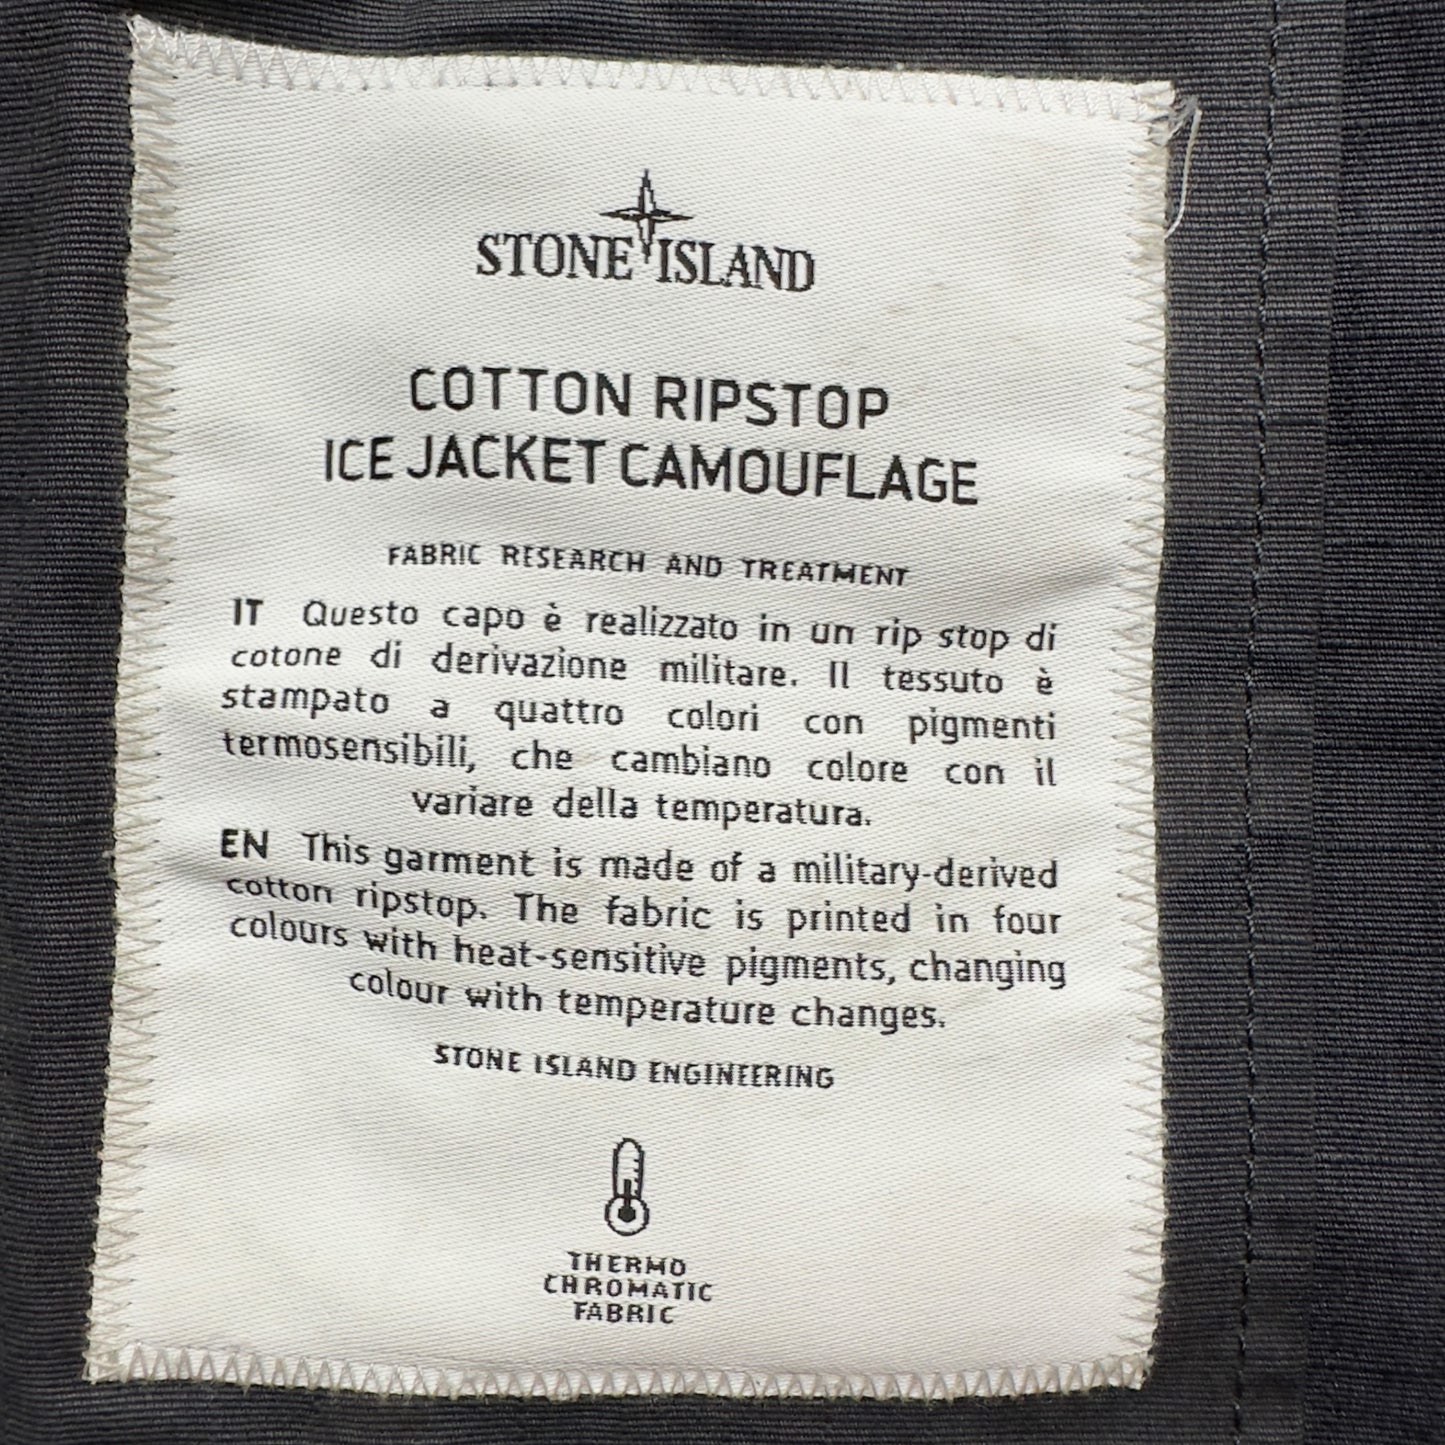 STONE ISLAND
COTTON RIPSTOP
ICE JACKET CAMOUFLAGE
FABRIC RESEARCH AND TREATMENT
IT Questo capo è realizzato in un rip stop di
cotone di derivazione militare. Il tessuto è
stampato a quattro colori con pigmenti
termosensibili, che cambiano colore con il
variare della temperatura.
EN This garment is made of a military-derived
cotton ripstop. The fabric is printed in four
colours with heat-sensitive pigments, changing
colour with temperature changes.
STONE ISLAND ENGINEERING
THERMO
CHROMATIC
FABRIC